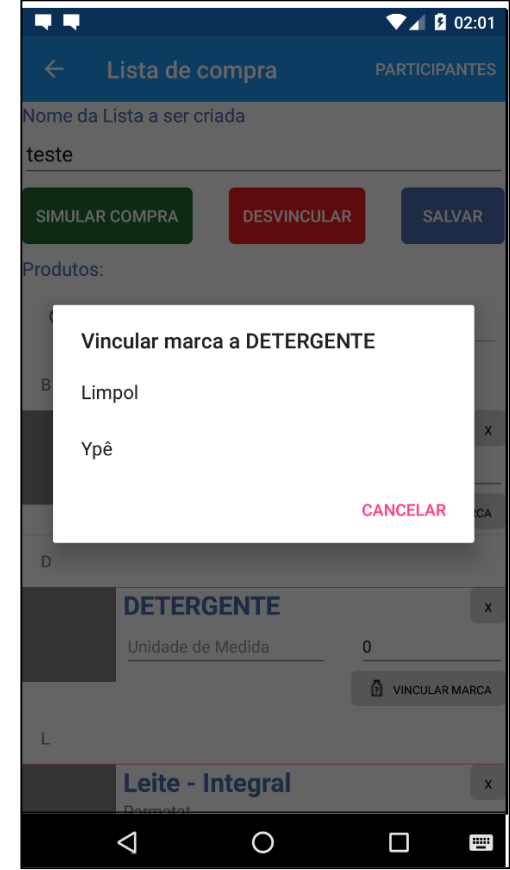 02:01
Lista de compra PARTICIPANTES
Nome da Lista a ser criada
teste
SIMULAR COMPRA DESVINCULAR SALVAR
Produtos:
Vincular marca a DETERGENTE
B
Limpol
x
Ypê
CANCELAR
D
DETERGENTE x
Unidade de Medida 0
VINCULAR MARCA
L
Leite - Integral x